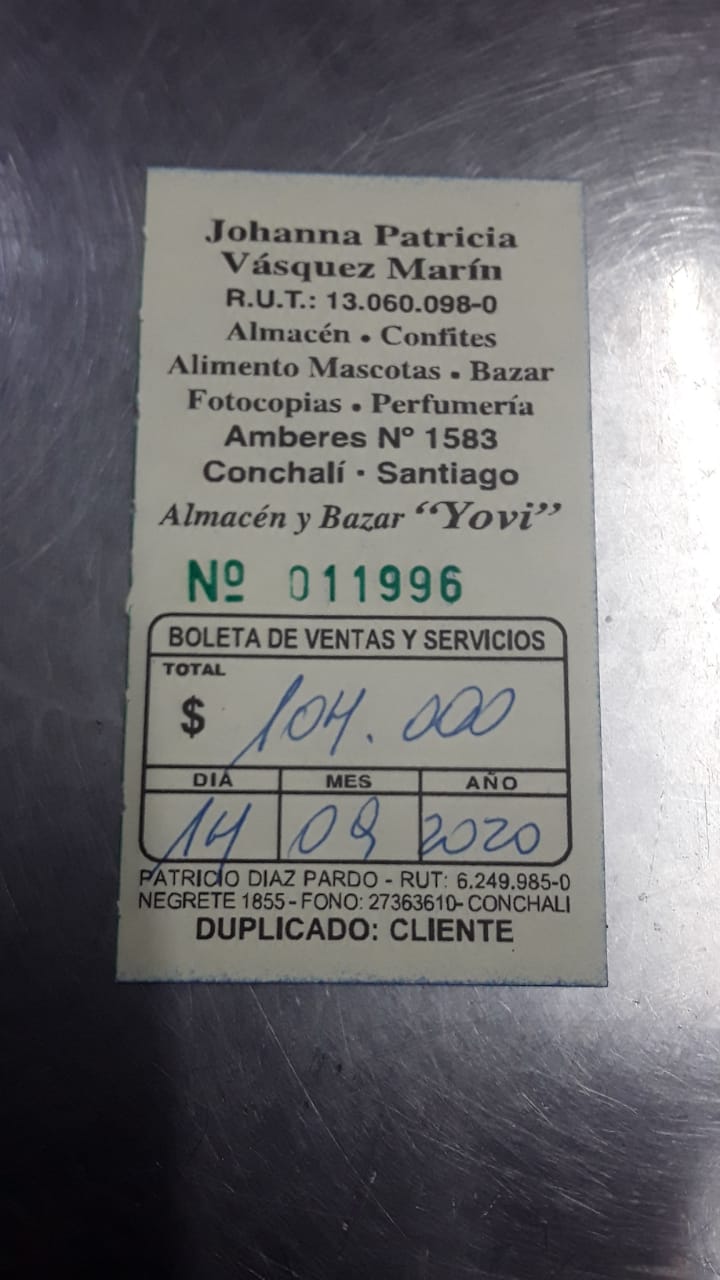 Johanna Patricia
Vásquez Marín
R.U.T.: 13.060.098-0
Almacén • Confites
Alimento Mascotas • Bazar
Fotocopias • Perfumería
Amberes Nº 1583
Conchalí • Santiago
Almacén y Bazar “Yovi”
Nº 011996
BOLETA DE VENTAS Y SERVICIOS
TOTAL
$ 104.000
DIA MES AÑO
14 09 2020
PATRICIO DIAZ PARDO - RUT: 6.249.985-0
NEGRETE 1855 - FONO: 27363610- CONCHALI
DUPLICADO: CLIENTE